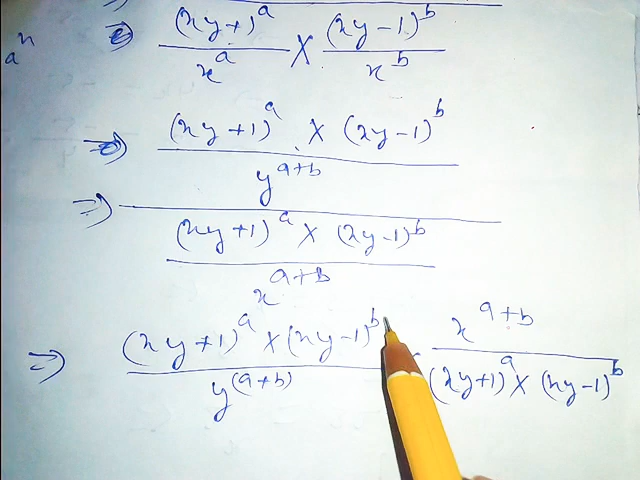 a^n
=> (xy+1)^a / x^a × (xy-1)^b / x^b
=> (xy+1)^a × (xy-1)^b
y^(a+b)
=>
(xy+1)^a × (xy-1)^b
x^(a+b)
=> (xy+1)^a × (xy-1)^b / y^(a+b) · x^(a+b) / (xy+1)^a × (xy-1)^b